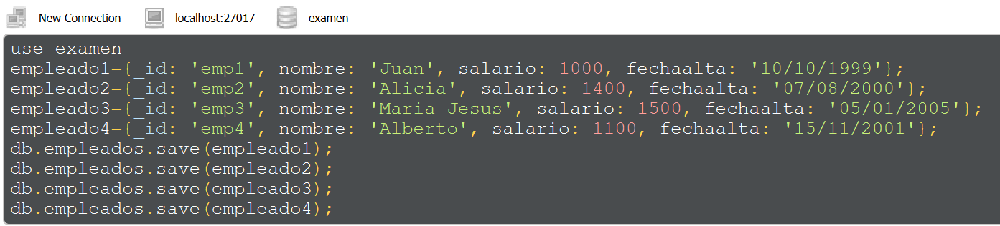 New Connection localhost:27017 examen
use examen
empleado1={_id: 'emp1', nombre: 'Juan', salario: 1000, fechaalta: '10/10/1999'};
empleado2={_id: 'emp2', nombre: 'Alicia', salario: 1400, fechaalta: '07/08/2000'};
empleado3={_id: 'emp3', nombre: 'Maria Jesus', salario: 1500, fechaalta: '05/01/2005'};
empleado4={_id: 'emp4', nombre: 'Alberto', salario: 1100, fechaalta: '15/11/2001'};
db.empleados.save(empleado1);
db.empleados.save(empleado2);
db.empleados.save(empleado3);
db.empleados.save(empleado4);